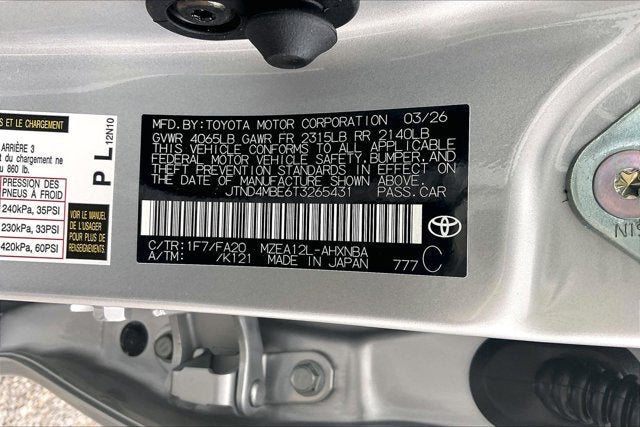 ET LE CHARGEMENT
ARRIÈRE 3
du chargement ne
u 860 lb.
PRESSION DES
PNEUS À FROID
240kPa, 35PSI
230kPa, 33PSI
420kPa, 60PSI
VOIR LE MANUEL
DE L'USAGER
POUR PLUS DE
RENSEIGNEMENTS
P L
12N10
MFD. BY: TOYOTA MOTOR CORPORATION 03/26
GVWR 4065LB GAWR FR 2315LB RR 2140LB
THIS VEHICLE CONFORMS TO ALL APPLICABLE
FEDERAL MOTOR VEHICLE SAFETY, BUMPER, AND
THEFT PREVENTION STANDARDS IN EFFECT ON
THE DATE OF MANUFACTURE SHOWN ABOVE.
JTND4MBE6T3265431 PASS. CAR
C/TR: 1F7/FA20 MZEA12L-AHXNBA
A/TM: /K121 MADE IN JAPAN 777 C
NIS